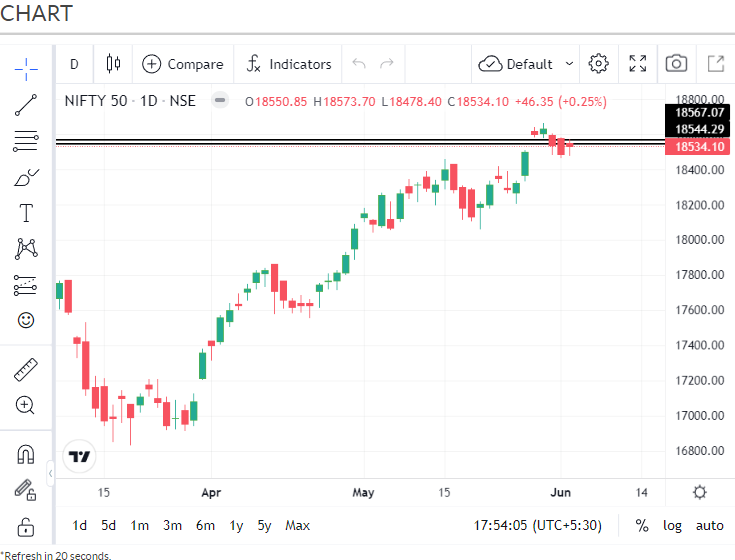 CHART
D Compare Indicators Default
NIFTY 50 · 1D · NSE O18550.85 H18573.70 L18478.40 C18534.10 +46.35 (+0.25%)
18800.00
18567.07
18544.29
18534.10
18400.00
18200.00
18000.00
17800.00
17600.00
17400.00
17200.00
17000.00
16800.00
15 Apr May 15 Jun 14
1d 5d 1m 3m 6m 1y 5y Max 17:54:05 (UTC+5:30) % log auto
*Refresh in 20 seconds.